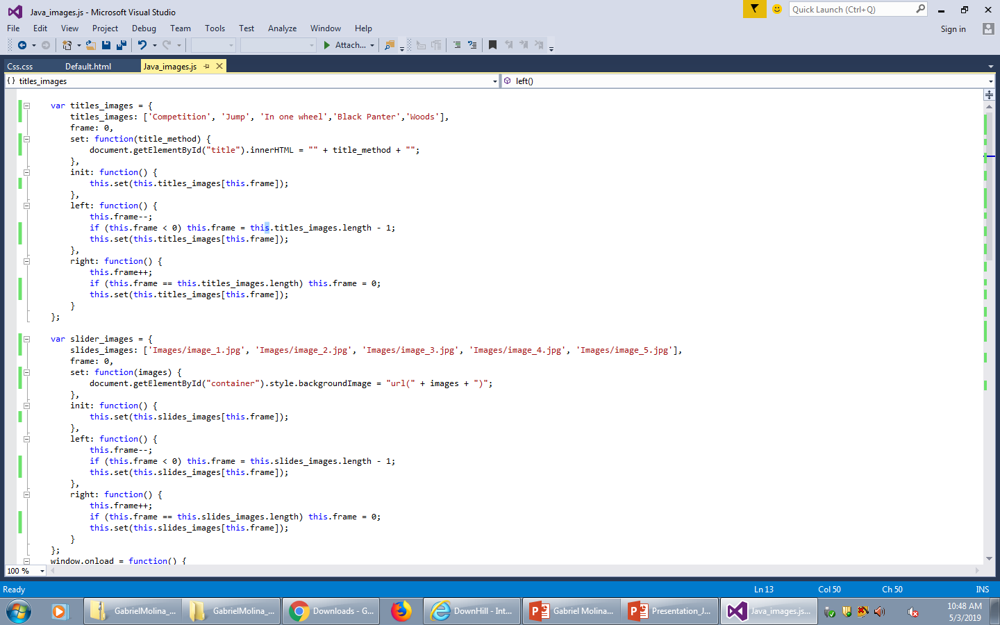 Java_images.js - Microsoft Visual Studio
Quick Launch (Ctrl+Q)
File Edit View Project Debug Team Tools Test Analyze Window Help
Sign in
Attach...
Css.css Default.html Java_images.js
{ } titles_images left()
var titles_images = {
titles_images: ['Competition', 'Jump', 'In one wheel','Black Panter','Woods'],
frame: 0,
set: function(title_method) {
document.getElementById("title").innerHTML = "" + title_method + "";
},
init: function() {
this.set(this.titles_images[this.frame]);
},
left: function() {
this.frame--;
if (this.frame < 0) this.frame = this.titles_images.length - 1;
this.set(this.titles_images[this.frame]);
},
right: function() {
this.frame++;
if (this.frame == this.titles_images.length) this.frame = 0;
this.set(this.titles_images[this.frame]);
}
};
var slider_images = {
slides_images: ['Images/image_1.jpg', 'Images/image_2.jpg', 'Images/image_3.jpg', 'Images/image_4.jpg', 'Images/image_5.jpg'],
frame: 0,
set: function(images) {
document.getElementById("container").style.backgroundImage = "url(" + images + ")";
},
init: function() {
this.set(this.slides_images[this.frame]);
},
left: function() {
this.frame--;
if (this.frame < 0) this.frame = this.slides_images.length - 1;
this.set(this.slides_images[this.frame]);
},
right: function() {
this.frame++;
if (this.frame == this.slides_images.length) this.frame = 0;
this.set(this.slides_images[this.frame]);
}
};
window.onload = function() {
100 %
Ready Ln 13 Col 50 Ch 50 INS
GabrielMolina_... GabrielMolina_... Downloads - G... DownHill - Int... Gabriel Molina... Presentation_J... Java_images.js... 10:48 AM
5/3/2019